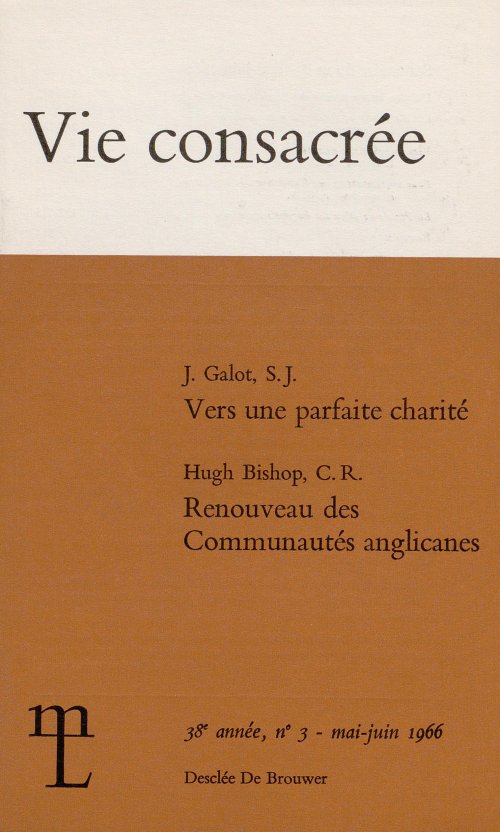 Vie consacrée
J. Galot, S.J.
Vers une parfaite charité
Hugh Bishop, C.R.
Renouveau des
Communautés anglicanes
mL
38e année, n° 3 - mai-juin 1966
Desclée De Brouwer